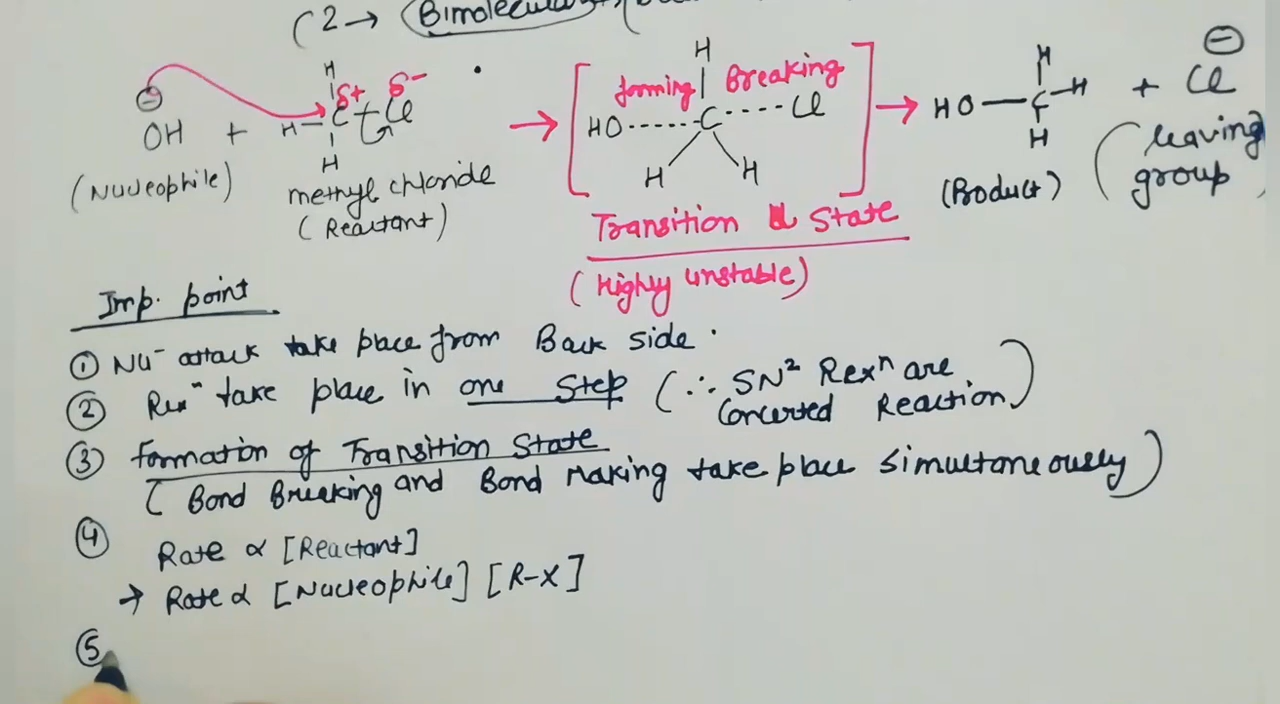 ( 2 → (Bimolecular)
⊖ OH + H H – C – Cl H δ+ δ- → [ HO ------ C ---- Cl H H H forming Breaking ] → HO — C – H H H + Cl ⊖
(Nucleophile) methyl chloride (Product) (leaving
(Reactant) group)
Transition State
(Highly unstable)
Imp. point
① Nu- attack take place from Back side.
② Rexn take place in one Step (∴ SN² Rexn are
Concerted Reaction)
③ formation of Transition State
( Bond Breaking and Bond Making take place simultaneously)
④ Rate ∝ [Reactant]
→ Rate ∝ [Nucleophile] [R-X]
⑤